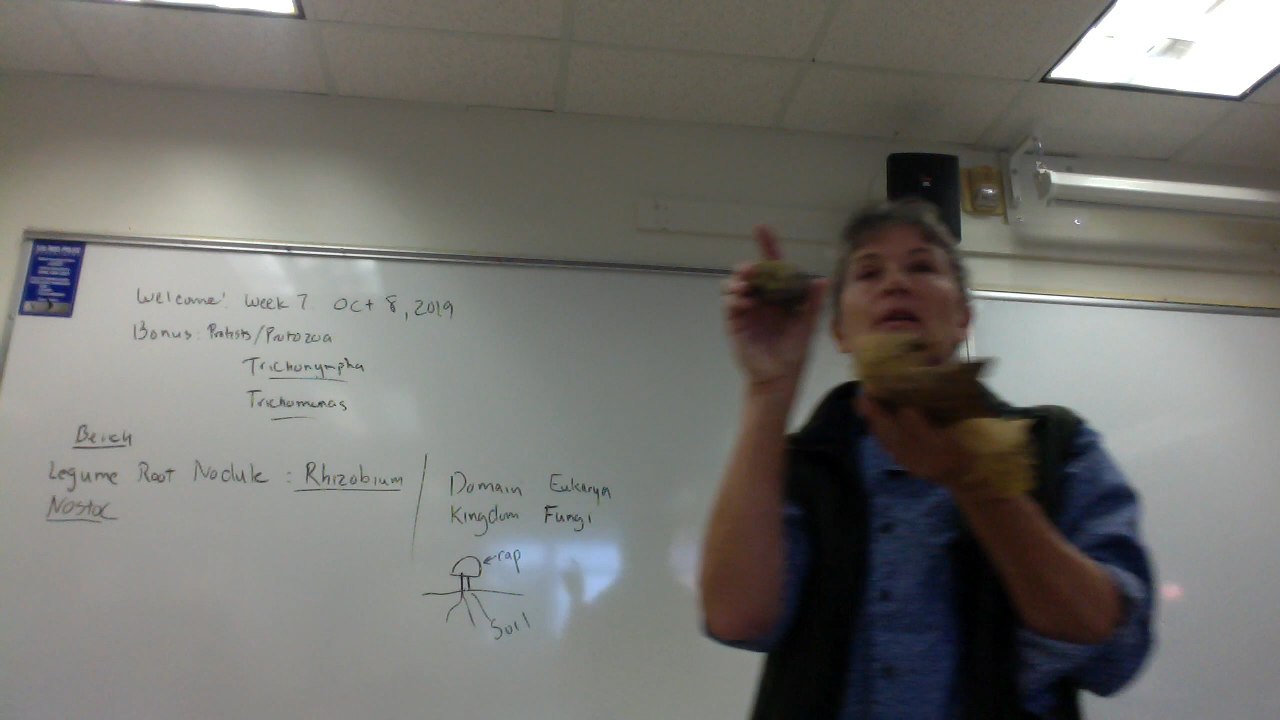 Welcome! Week 7 Oct 8, 2019
Bonus: Protists/Protozoa
Trichonympha
Trichomonas
Bench
Legume Root Nodule : Rhizobium
Nostoc
Domain Eukarya
Kingdom Fungi
cap
Soil